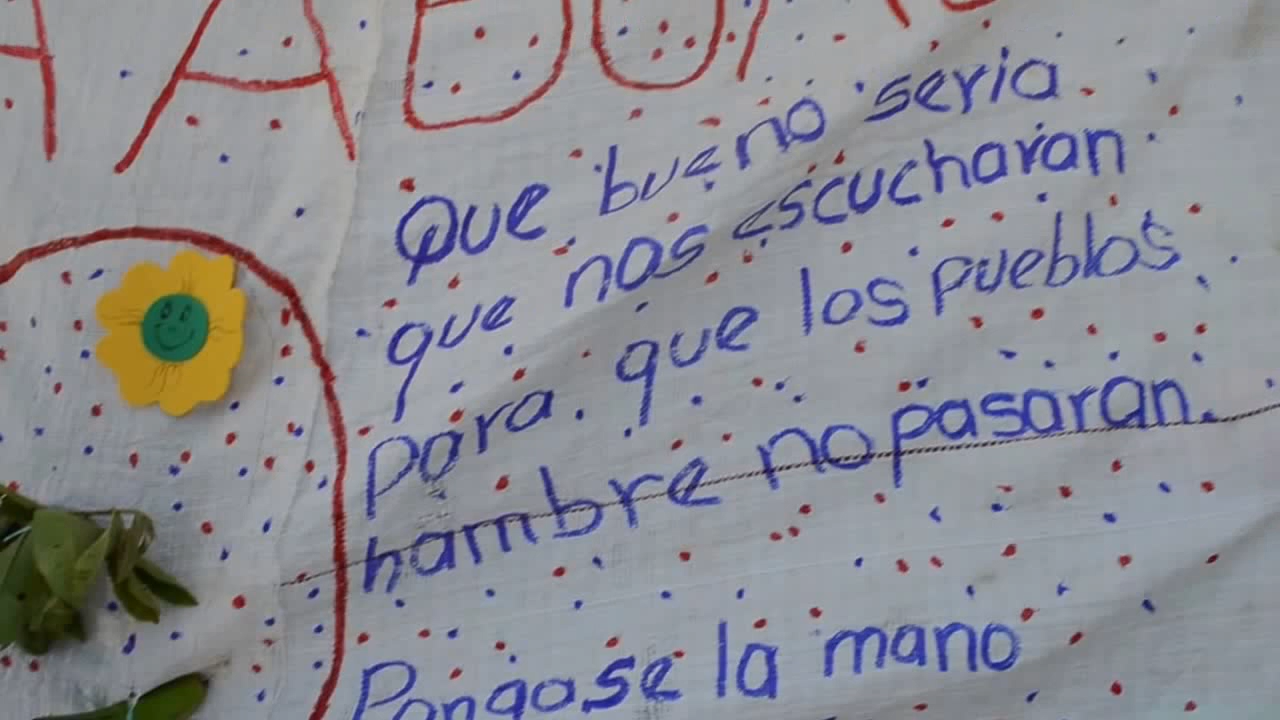 Que bueno seria
que nos escucharan
para que los pueblos
hambre no pasaran.
Pongase la mano